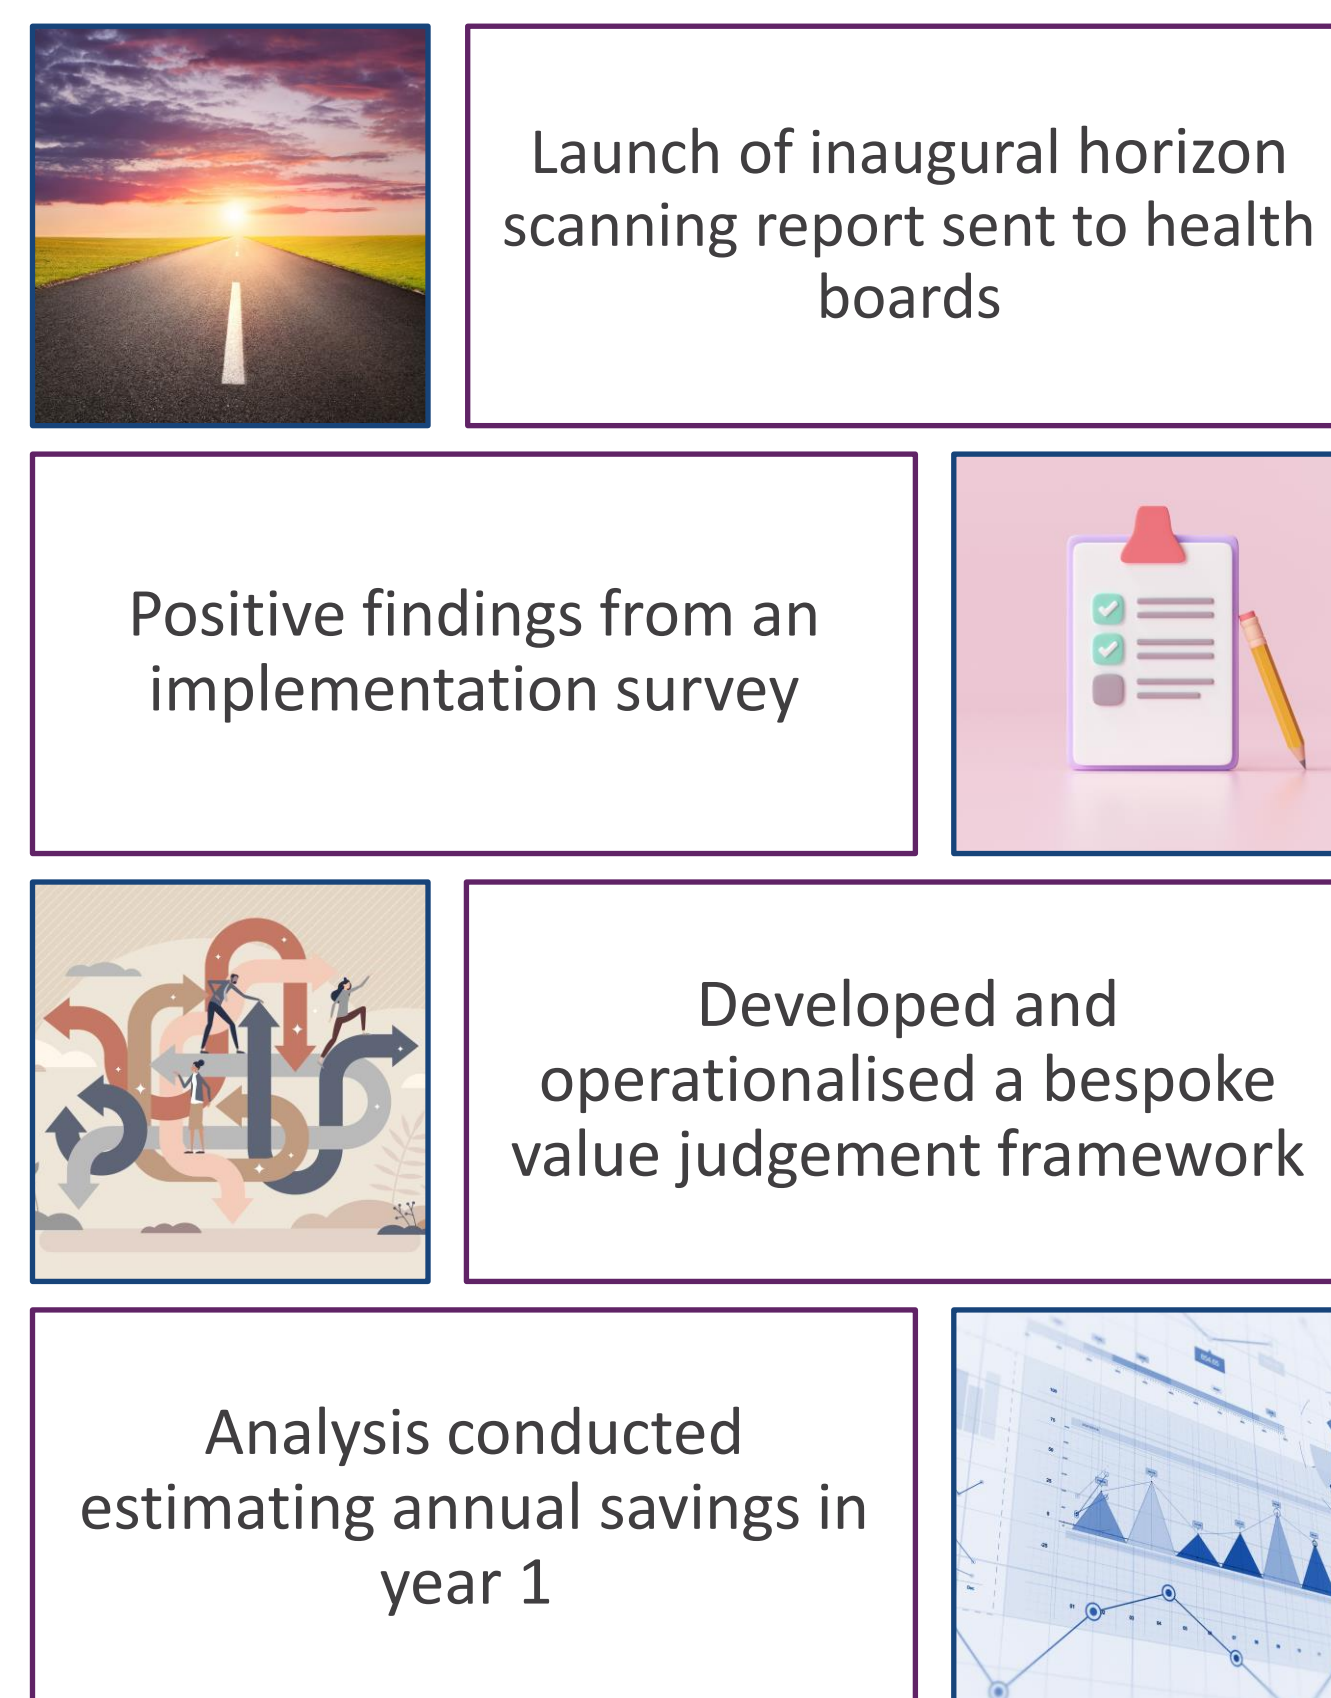 Launch of inaugural horizon
scanning report sent to health
boards
Positive findings from an
implementation survey
Developed and
operationalised a bespoke
value judgement framework
Analysis conducted
estimating annual savings in
year 1